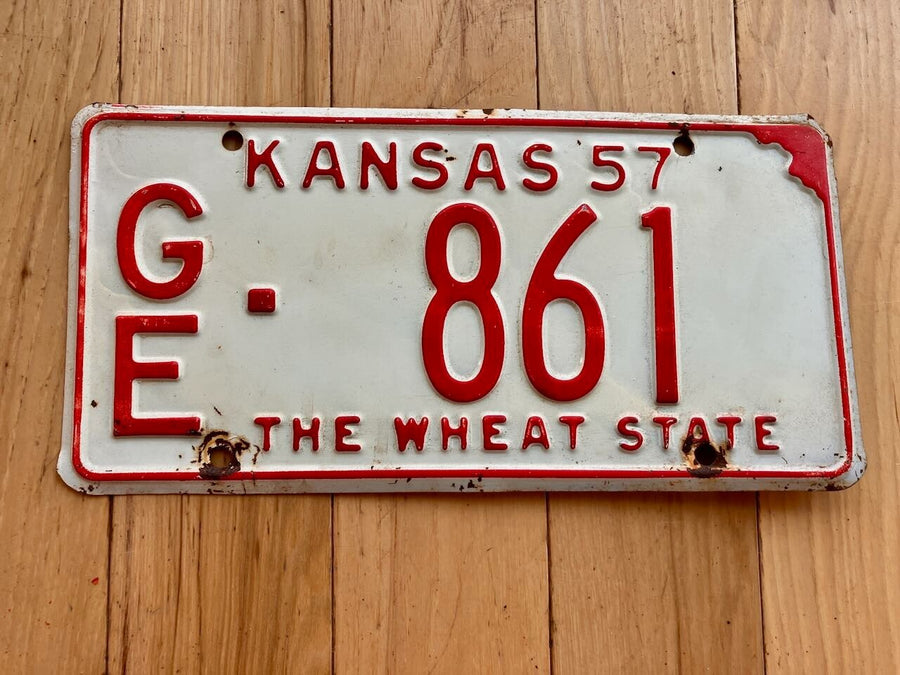 KANSAS 57
GE · 861
THE WHEAT STATE